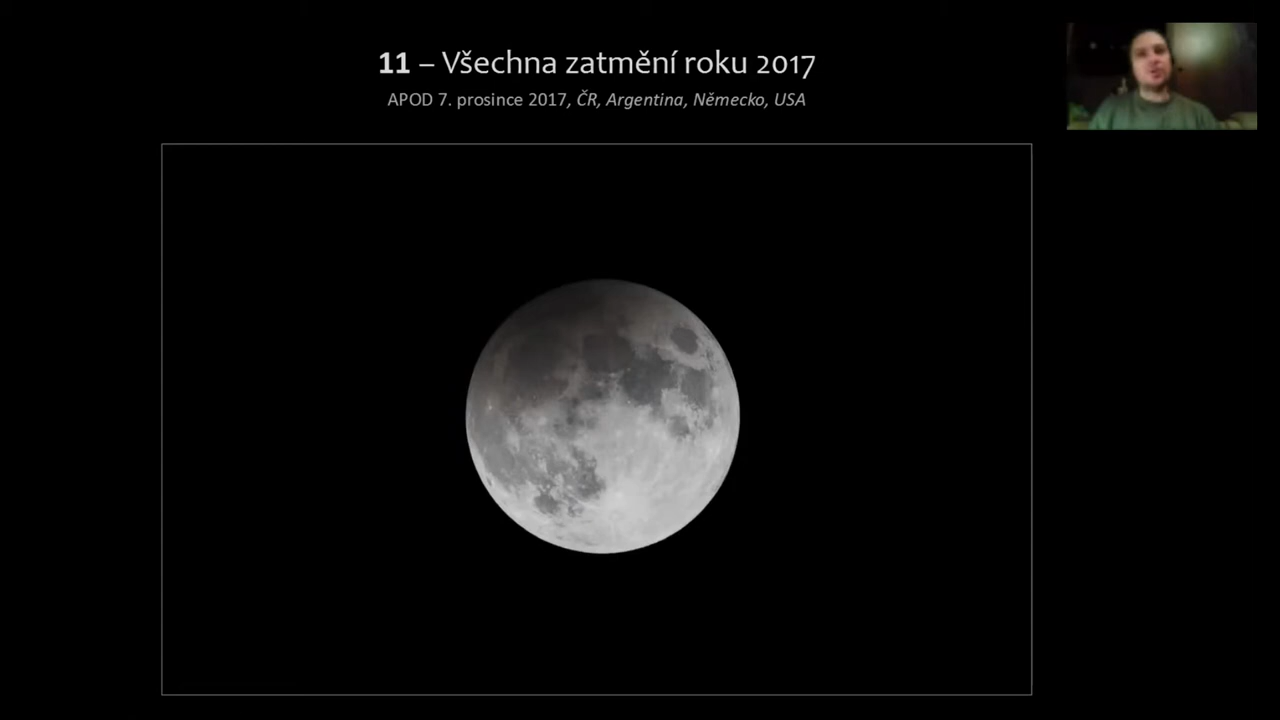 11 – Všechna zatmění roku 2017
APOD 7. prosince 2017, ČR, Argentina, Německo, USA